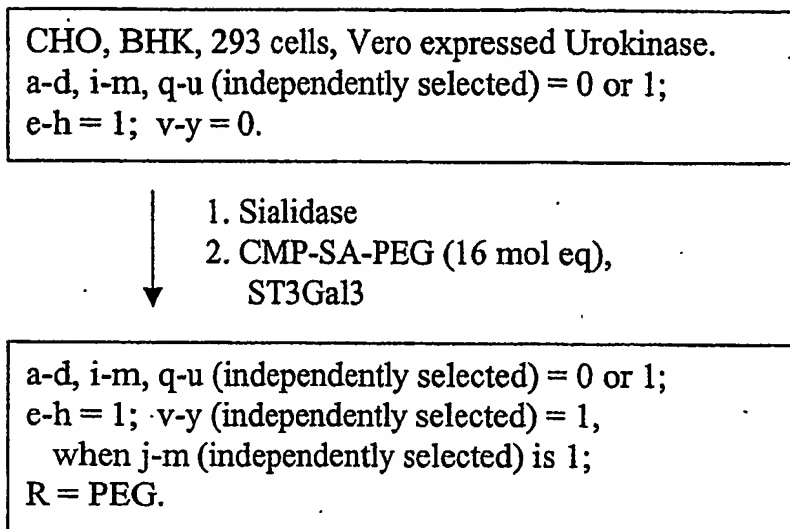 CHO, BHK, 293 cells, Vero expressed Urokinase.
a-d, i-m, q-u (independently selected) = 0 or 1;
e-h = 1; v-y = 0.
1. Sialidase
2. CMP-SA-PEG (16 mol eq),
ST3Gal3
a-d, i-m, q-u (independently selected) = 0 or 1;
e-h = 1; v-y (independently selected) = 1,
when j-m (independently selected) is 1;
R = PEG.